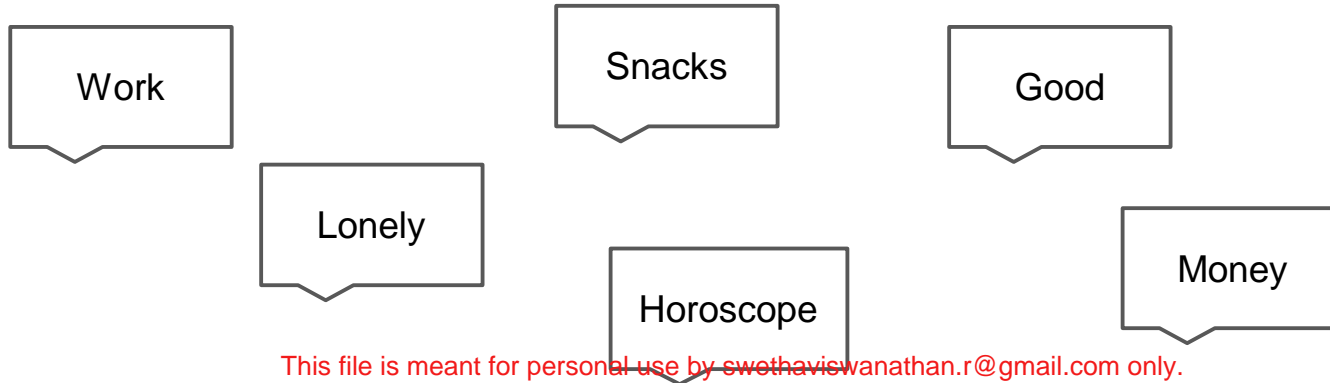 Work
Snacks
Good
Lonely
Money
Horoscope
This file is meant for personal use by swethaviswanathan.r@gmail.com only.